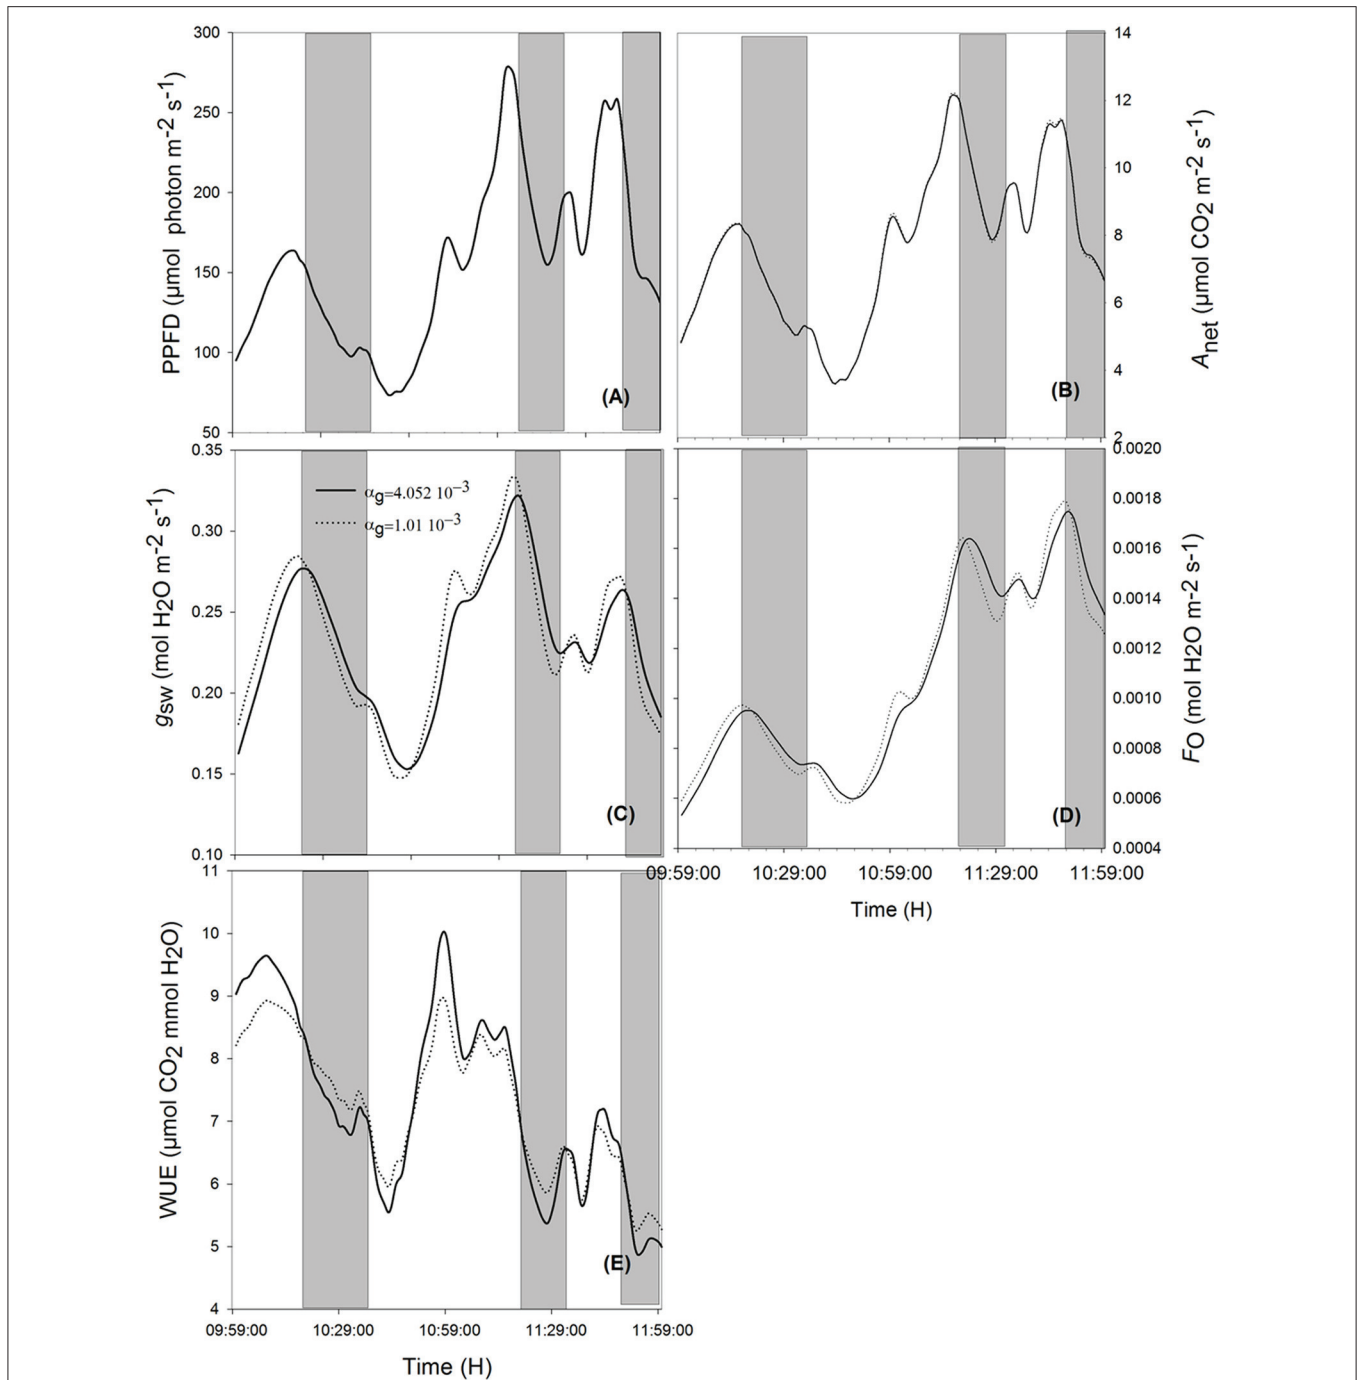 300
250
200
150
100
50
PPFD (µmol photon m-2 s-1)
(A)
14
12
10
8
6
4
2
Anet (µmol CO2 m-2 s-1)
(B)
0.35
0.30
0.25
0.20
0.15
0.10
gsw (mol H2O m-2 s-1)
αg=4.052 10−3
αg=1.01 10−3
(C)
0.0020
0.0018
0.0016
0.0014
0.0012
0.0010
0.0008
0.0006
0.0004
FO (mol H2O m-2 s-1)
(D)
09:59:00 10:29:00 10:59:00 11:29:00 11:59:00
Time (H)
11
10
9
8
7
6
5
4
WUE (µmol CO2 mmol H2O)
(E)
09:59:00 10:29:00 10:59:00 11:29:00 11:59:00
Time (H)